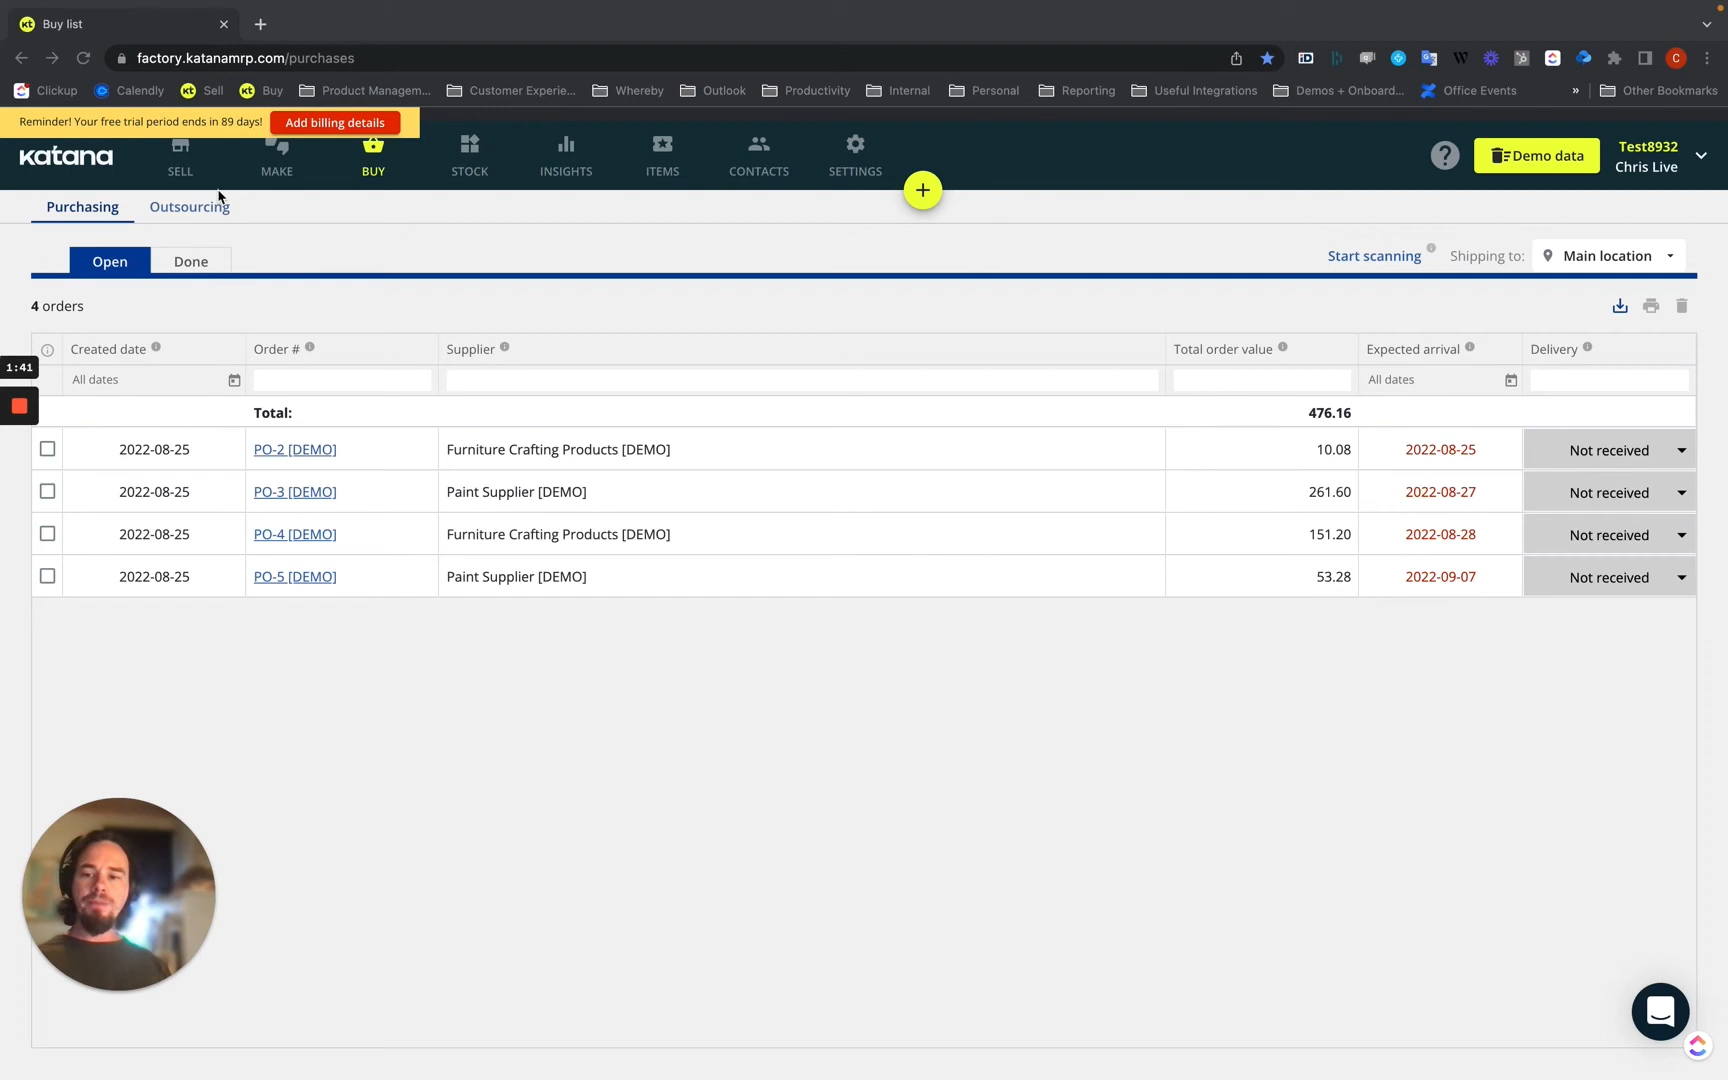 Buy list
factory.katanamrp.com/purchases
Clickup Calendly Sell Buy Product Managem... Customer Experie... Whereby Outlook Productivity Internal Personal Reporting Useful Integrations Demos + Onboard... Office Events » Other Bookmarks
Reminder! Your free trial period ends in 89 days! Add billing details
katana
SELL MAKE BUY STOCK INSIGHTS ITEMS CONTACTS SETTINGS
+
?
Demo data
Test8932
Chris Live
Purchasing Outsourcing
Open Done
Start scanning Shipping to: Main location
4 orders
Created date Order # Supplier Total order value Expected arrival Delivery
All dates All dates
Total: 476.16
2022-08-25 PO-2 [DEMO] Furniture Crafting Products [DEMO] 10.08 2022-08-25 Not received
2022-08-25 PO-3 [DEMO] Paint Supplier [DEMO] 261.60 2022-08-27 Not received
2022-08-25 PO-4 [DEMO] Furniture Crafting Products [DEMO] 151.20 2022-08-28 Not received
2022-08-25 PO-5 [DEMO] Paint Supplier [DEMO] 53.28 2022-09-07 Not received
1:41